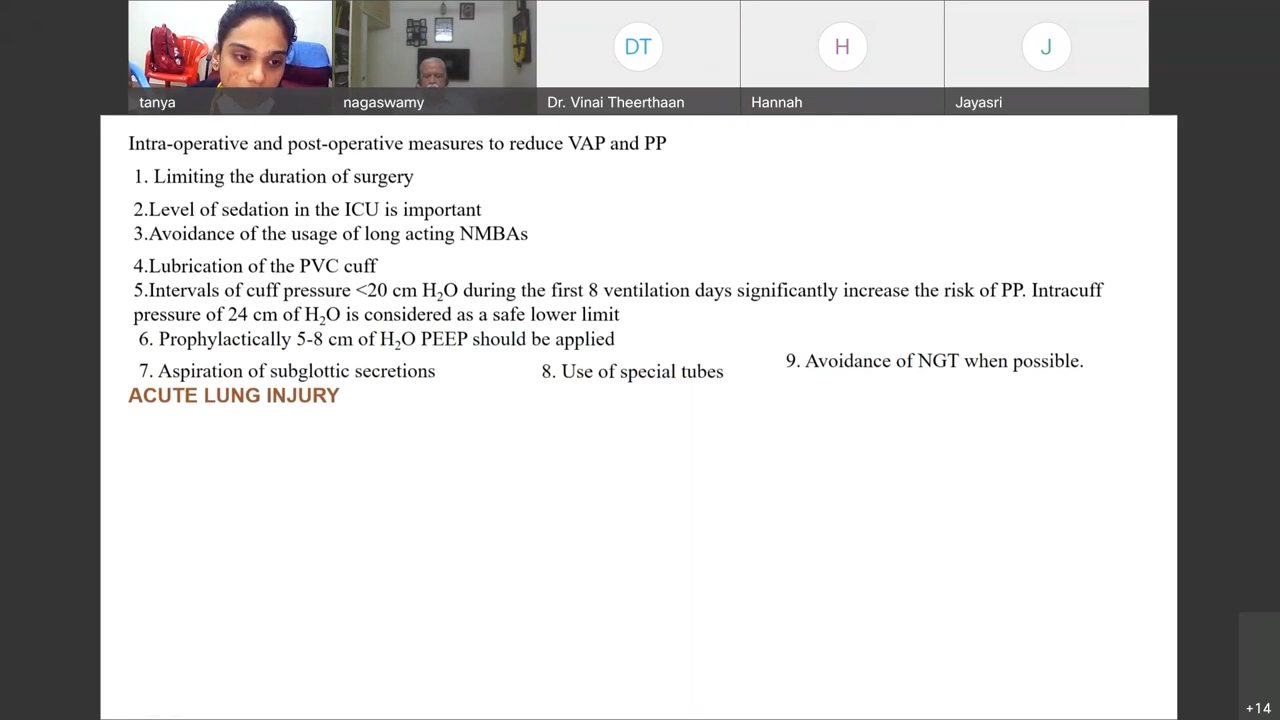 DT
H
J
tanya
nagaswamy
Dr. Vinai Theerthaan
Hannah
Jayasri
Intra-operative and post-operative measures to reduce VAP and PP
1. Limiting the duration of surgery
2.Level of sedation in the ICU is important
3.Avoidance of the usage of long acting NMBAs
4.Lubrication of the PVC cuff
5.Intervals of cuff pressure <20 cm H₂O during the first 8 ventilation days significantly increase the risk of PP. Intracuff
pressure of 24 cm of H₂O is considered as a safe lower limit
6. Prophylactically 5-8 cm of H₂O PEEP should be applied
7. Aspiration of subglottic secretions
8. Use of special tubes
9. Avoidance of NGT when possible.
ACUTE LUNG INJURY
+14